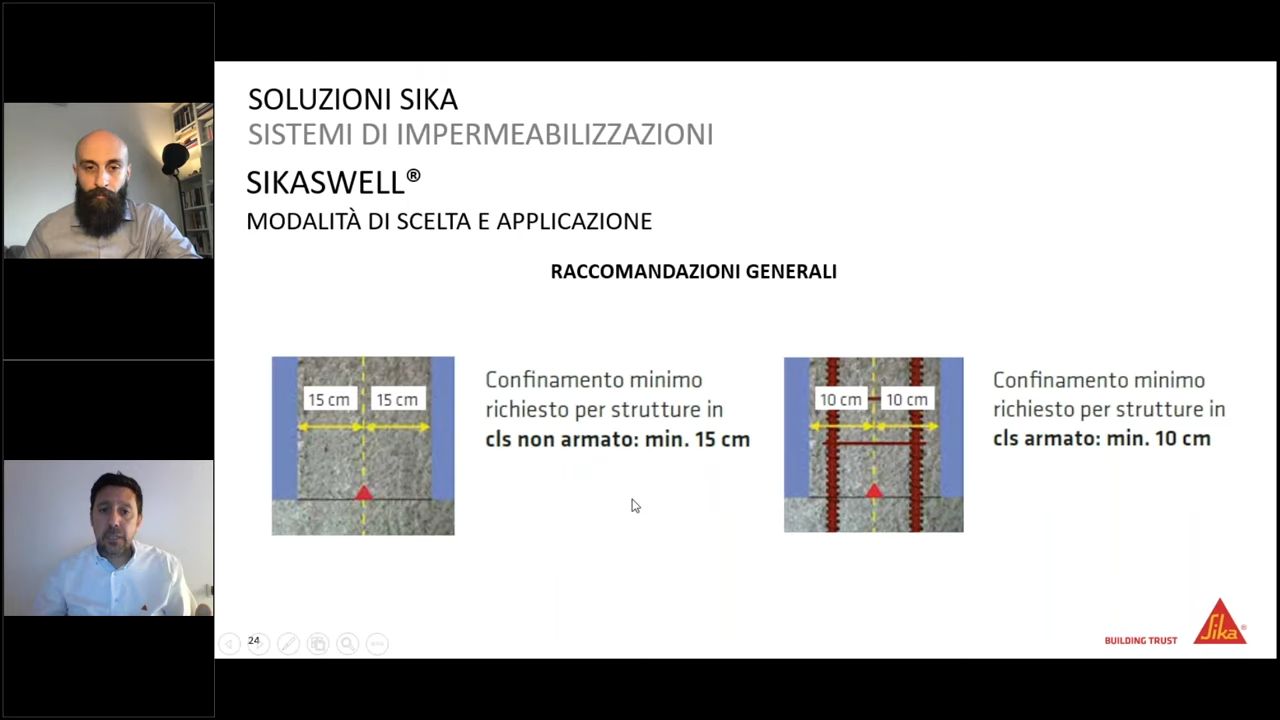 SOLUZIONI SIKA
SISTEMI DI IMPERMEABILIZZAZIONI
SIKASWELL®
MODALITÀ DI SCELTA E APPLICAZIONE
RACCOMANDAZIONI GENERALI
15 cm
15 cm
Confinamento minimo
richiesto per strutture in
cls non armato: min. 15 cm
10 cm
10 cm
Confinamento minimo
richiesto per strutture in
cls armato: min. 10 cm
24
BUILDING TRUST
Sika®